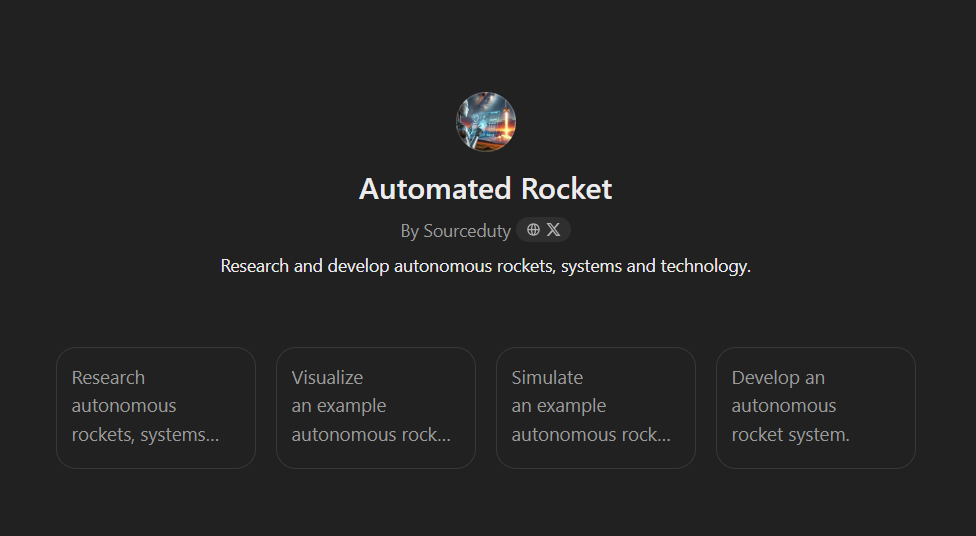 Automated Rocket
By Sourceduty
Research and develop autonomous rockets, systems and technology.
Research
autonomous
rockets, systems...
Visualize
an example
autonomous rock...
Simulate
an example
autonomous rock...
Develop an
autonomous
rocket system.